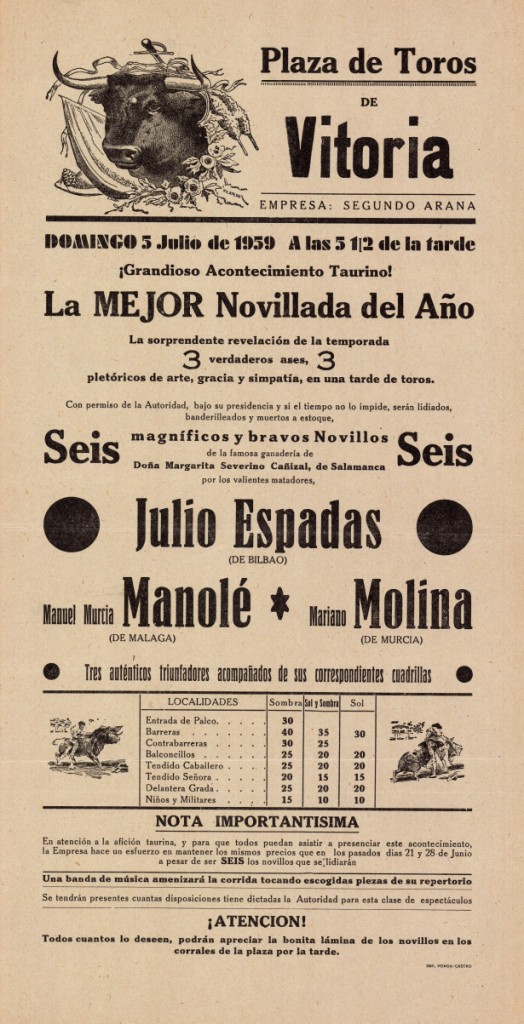 Plaza de Toros
DE
Vitoria
EMPRESA: SEGUNDO ARANA
DOMINGO 5 Julio de 1959 A las 5 1|2 de la tarde
¡Grandioso Acontecimiento Taurino!
La MEJOR Novillada del Año
La sorprendente revelación de la temporada
3 verdaderos ases, 3
pletóricos de arte, gracia y simpatía, en una tarde de toros.
Con permiso de la Autoridad, bajo su presidencia y si el tiempo no lo impide, serán lidiados,
banderilleados y muertos a estoque,
Seis magníficos y bravos Novillos Seis
de la famosa ganadería de
Doña Margarita Severino Cañizal, de Salamanca
por los valientes matadores,
Julio Espadas
(DE BILBAO)
Manuel Murcia Manolé Mariano Molina
(DE MALAGA) (DE MURCIA)
Tres auténticos triunfadores acompañados de sus correspondientes cuadrillas
LOCALIDADES Sombra Sol y Sombra Sol
Entrada de Palco. . . . . 30
Barreras . . . . . . 40 35 30
Contrabarreras . . . . . 30 25
Balconcillos . . . . . 25 20 20
Tendido Caballero . . . . 25 20 20
Tendido Señora . . . . . 20 15 15
Delantera Grada . . . . . 25 20 20
Niños y Militares . . . . 15 10 10
NOTA IMPORTANTISIMA
En atención a la afición taurina, y para que todos puedan asistir a presenciar este acontecimiento,
la Empresa hace un esfuerzo en mantener los mismos precios que en los pasados dias 21 y 28 de Junio
a pesar de ser SEIS los novillos que se lidiarán
Una banda de música amenizará la corrida tocando escogidas piezas de su repertorio
Se tendrán presentes cuantas disposiciones tiene dictadas la Autoridad para esta clase de espectáculos
¡ATENCION!
Todos cuantos lo deseen, podrán apreciar la bonita lámina de los novillos en los
corrales de la plaza por la tarde.
IMP. PONCE-CASTRO